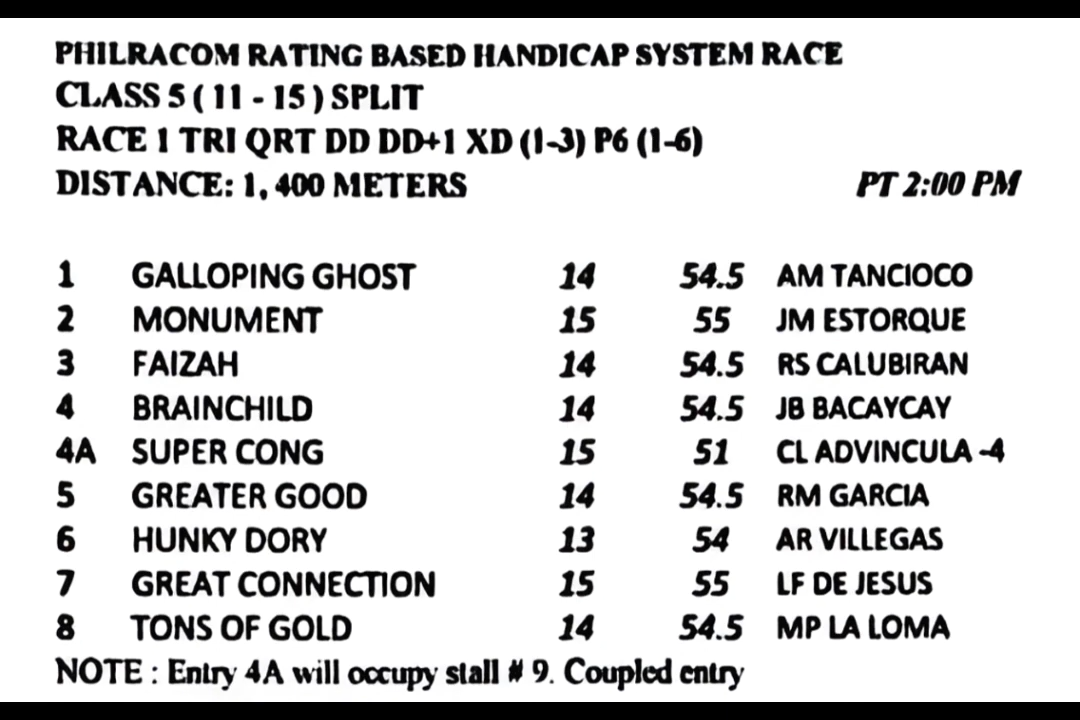 PHILRACOM RATING BASED HANDICAP SYSTEM RACE
CLASS 5 ( 11 - 15 ) SPLIT
RACE 1 TRI QRT DD DD+1 XD (1-3) P6 (1-6)
DISTANCE: 1, 400 METERS PT 2:00 PM
1 GALLOPING GHOST 14 54.5 AM TANCIOCO
2 MONUMENT 15 55 JM ESTORQUE
3 FAIZAH 14 54.5 RS CALUBIRAN
4 BRAINCHILD 14 54.5 JB BACAYCAY
4A SUPER CONG 15 51 CL ADVINCULA -4
5 GREATER GOOD 14 54.5 RM GARCIA
6 HUNKY DORY 13 54 AR VILLEGAS
7 GREAT CONNECTION 15 55 LF DE JESUS
8 TONS OF GOLD 14 54.5 MP LA LOMA
NOTE : Entry 4A will occupy stall # 9. Coupled entry